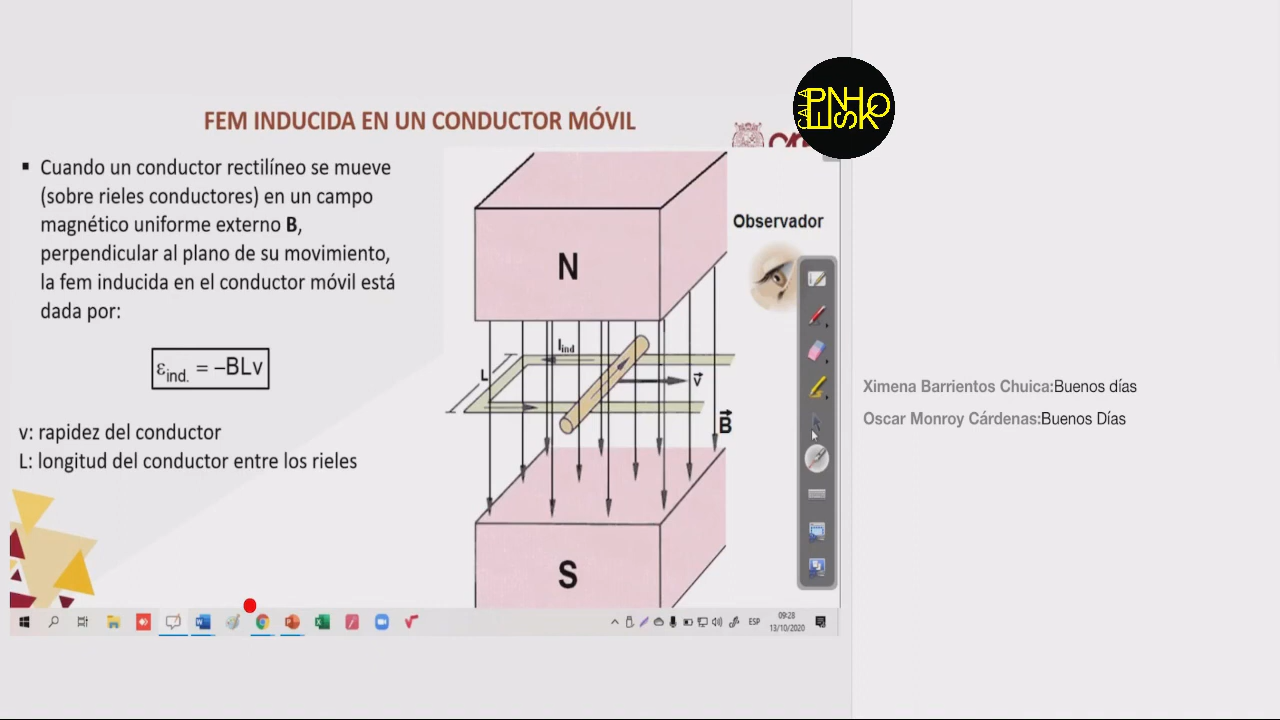 FEM INDUCIDA EN UN CONDUCTOR MÓVIL
▪ Cuando un conductor rectilíneo se mueve
(sobre rieles conductores) en un campo
magnético uniforme externo B,
perpendicular al plano de su movimiento,
la fem inducida en el conductor móvil está
dada por:
εind. = –BLv
v: rapidez del conductor
L: longitud del conductor entre los rieles
Observador
N
Iind
L
v
B
S
Ximena Barrientos Chuica:Buenos días
Oscar Monroy Cárdenas:Buenos Días
ESP
09:28
13/10/2020